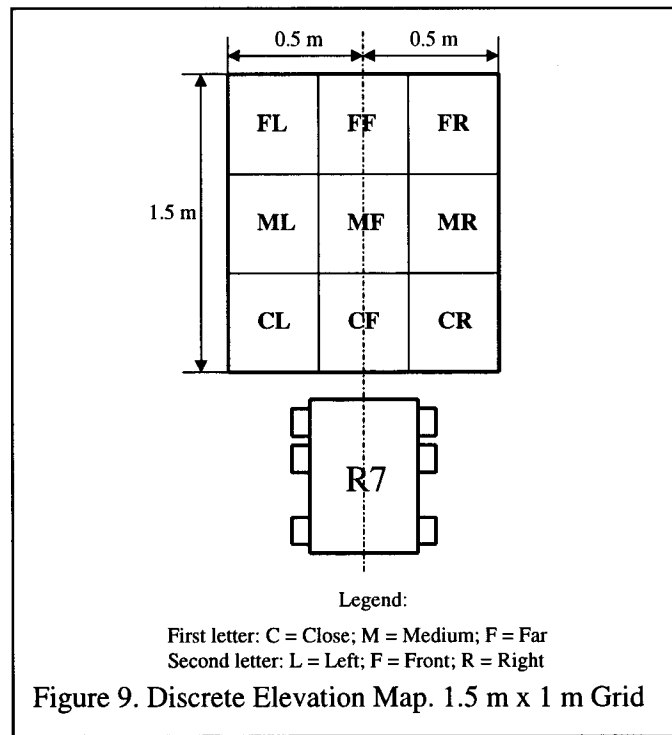 0.5 m 0.5 m
FL FF FR
1.5 m
ML MF MR
CL CF CR
R7
Legend:
First letter: C = Close; M = Medium; F = Far
Second letter: L = Left; F = Front; R = Right
Figure 9. Discrete Elevation Map. 1.5 m x 1 m Grid